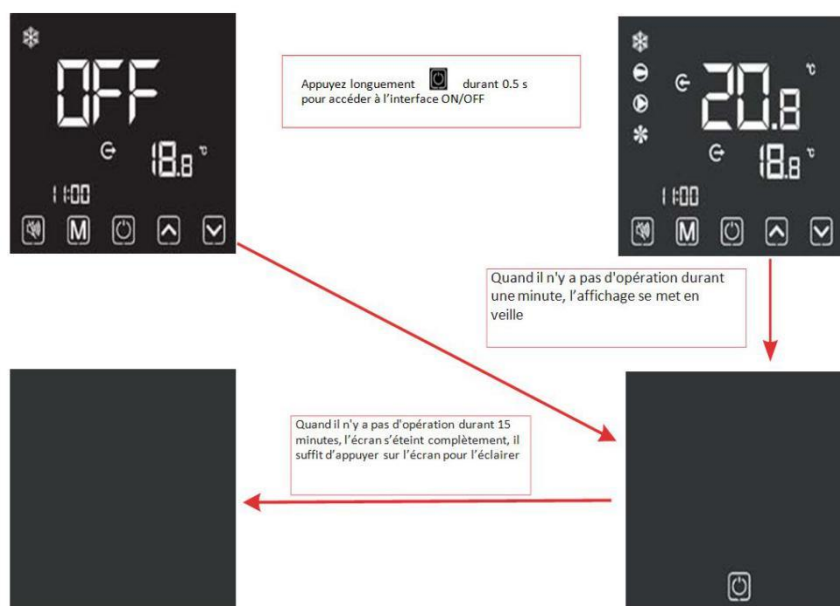 OFF
18.8 °C
11:00
M
Appuyez longuement durant 0.5 s
pour accéder à l'interface ON/OFF
20.8 °C
18.8 °C
11:00
M
Quand il n'y a pas d'opération durant
une minute, l'affichage se met en
veille
Quand il n'y a pas d'opération durant 15
minutes, l'écran s'éteint complètement, il
suffit d'appuyer sur l'écran pour l'éclairer